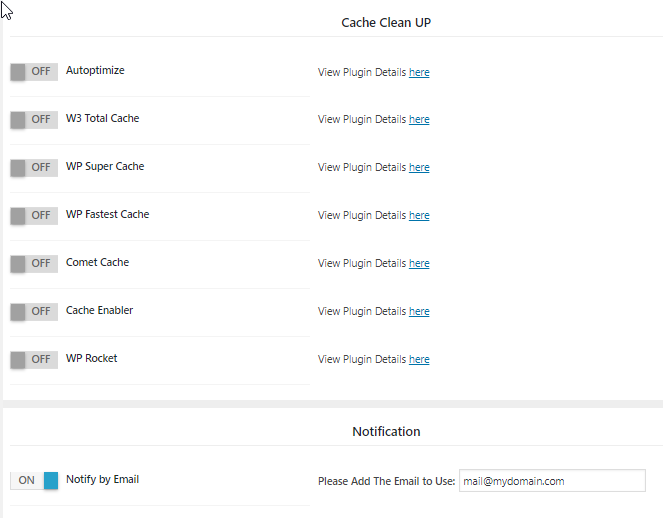 Cache Clean UP
OFF Autoptimize View Plugin Details here
OFF W3 Total Cache View Plugin Details here
OFF WP Super Cache View Plugin Details here
OFF WP Fastest Cache View Plugin Details here
OFF Comet Cache View Plugin Details here
OFF Cache Enabler View Plugin Details here
OFF WP Rocket View Plugin Details here
Notification
ON Notify by Email Please Add The Email to Use: mail@mydomain.com